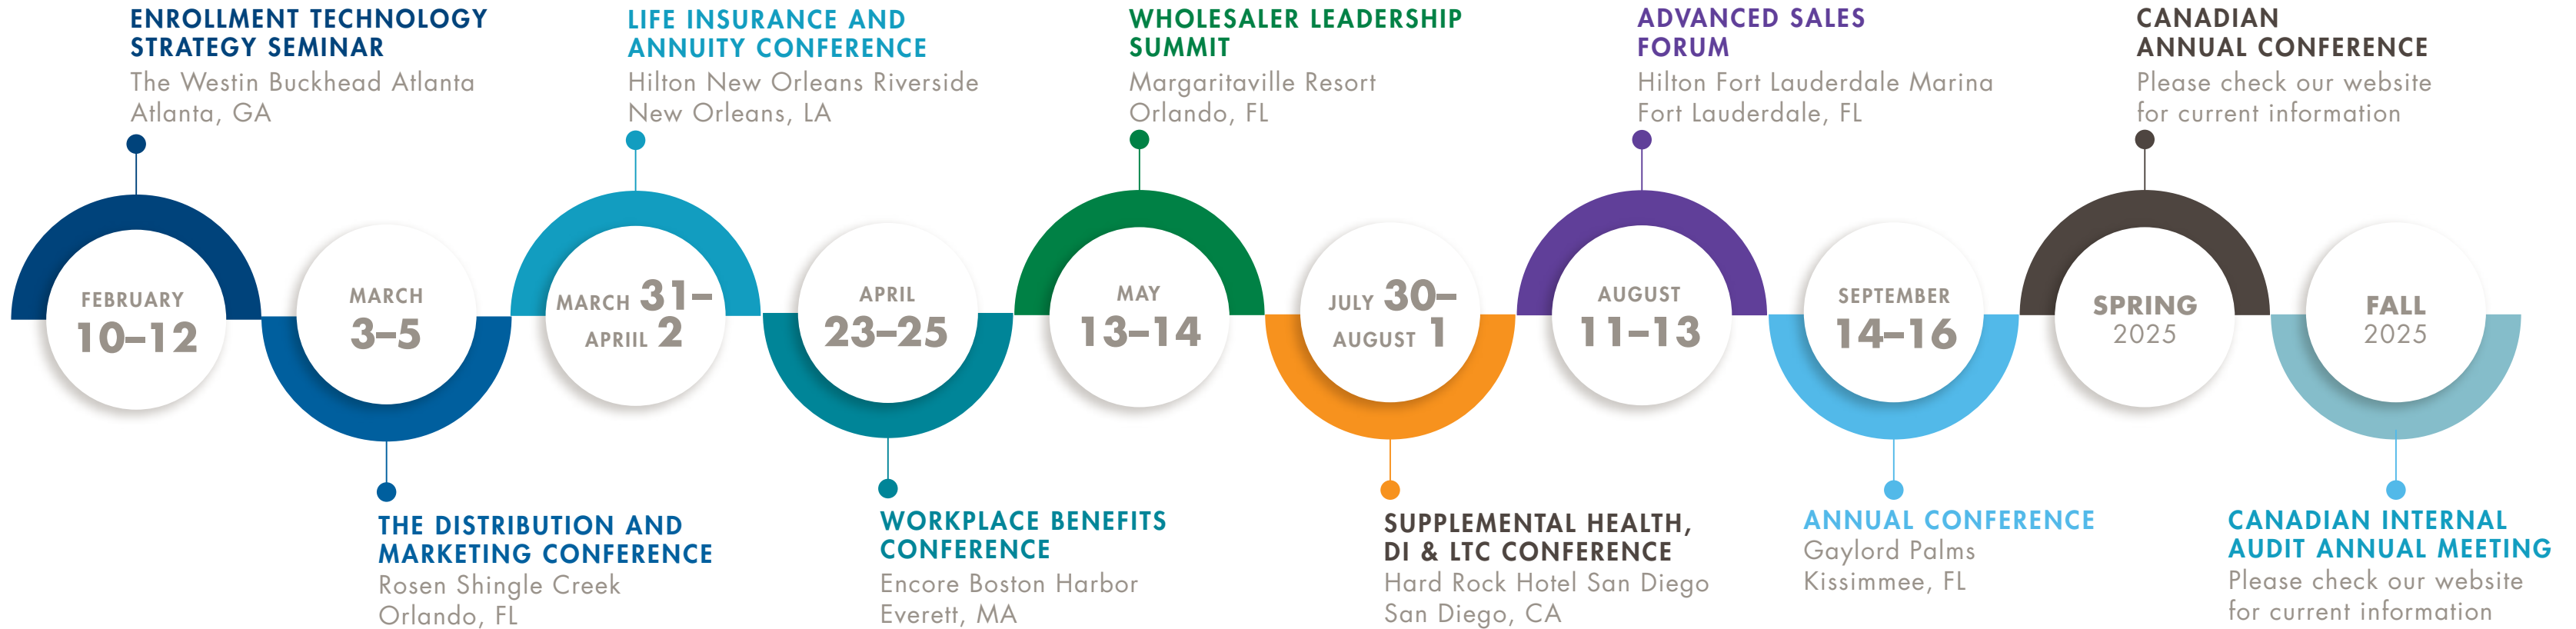 ENROLLMENT TECHNOLOGY
STRATEGY SEMINAR
The Westin Buckhead Atlanta
Atlanta, GA
FEBRUARY
10–12
MARCH
3–5
THE DISTRIBUTION AND
MARKETING CONFERENCE
Rosen Shingle Creek
Orlando, FL
LIFE INSURANCE AND
ANNUITY CONFERENCE
Hilton New Orleans Riverside
New Orleans, LA
MARCH 31–
APRIIL 2
APRIL
23–25
WORKPLACE BENEFITS
CONFERENCE
Encore Boston Harbor
Everett, MA
WHOLESALER LEADERSHIP
SUMMIT
Margaritaville Resort
Orlando, FL
MAY
13–14
JULY 30–
AUGUST 1
SUPPLEMENTAL HEALTH,
DI & LTC CONFERENCE
Hard Rock Hotel San Diego
San Diego, CA
ADVANCED SALES
FORUM
Hilton Fort Lauderdale Marina
Fort Lauderdale, FL
AUGUST
11–13
SEPTEMBER
14–16
ANNUAL CONFERENCE
Gaylord Palms
Kissimmee, FL
CANADIAN
ANNUAL CONFERENCE
Please check our website
for current information
SPRING
2025
FALL
2025
CANADIAN INTERNAL
AUDIT ANNUAL MEETING
Please check our website
for current information